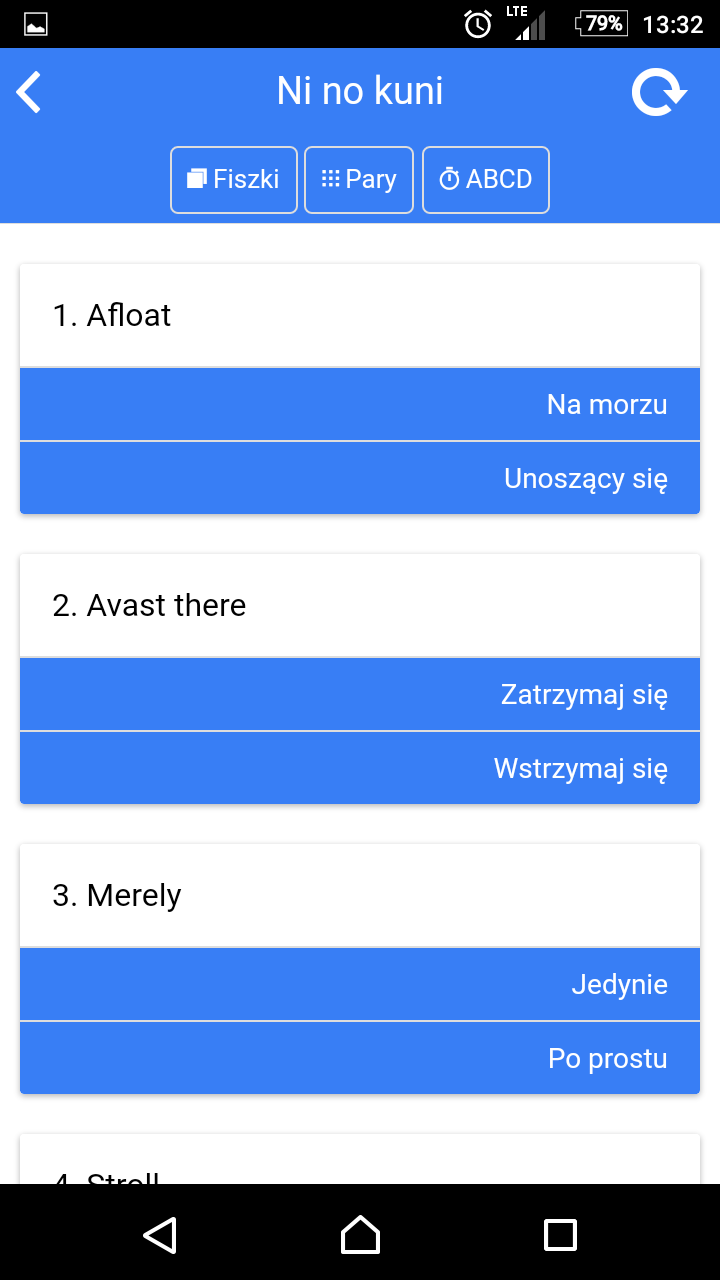 LTE
79%
13:32
Ni no kuni
Fiszki
Pary
ABCD
1. Afloat
Na morzu
Unoszący się
2. Avast there
Zatrzymaj się
Wstrzymaj się
3. Merely
Jedynie
Po prostu
4. Stroll